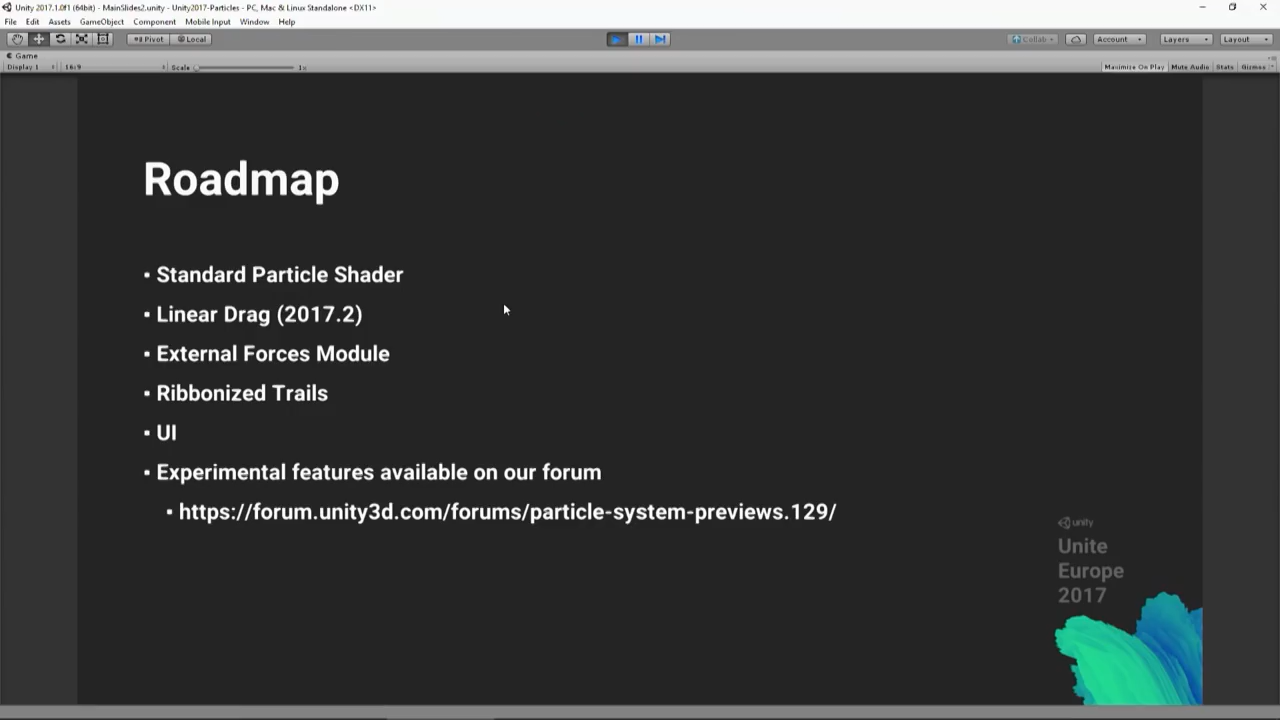 Unity 2017.1.0f1 (64bit) - MainSlides2.unity - Unity2017-Particles - PC, Mac & Linux Standalone <DX11>
File Edit Assets GameObject Component Mobile Input Window Help
Pivot Local Collab Account Layers Layout
Game
Display 1 16:9 Scale 1x Maximize On Play Mute Audio Stats Gizmos
Roadmap
▪ Standard Particle Shader
▪ Linear Drag (2017.2)
▪ External Forces Module
▪ Ribbonized Trails
▪ UI
▪ Experimental features available on our forum
▪ https://forum.unity3d.com/forums/particle-system-previews.129/
unity
Unite
Europe
2017